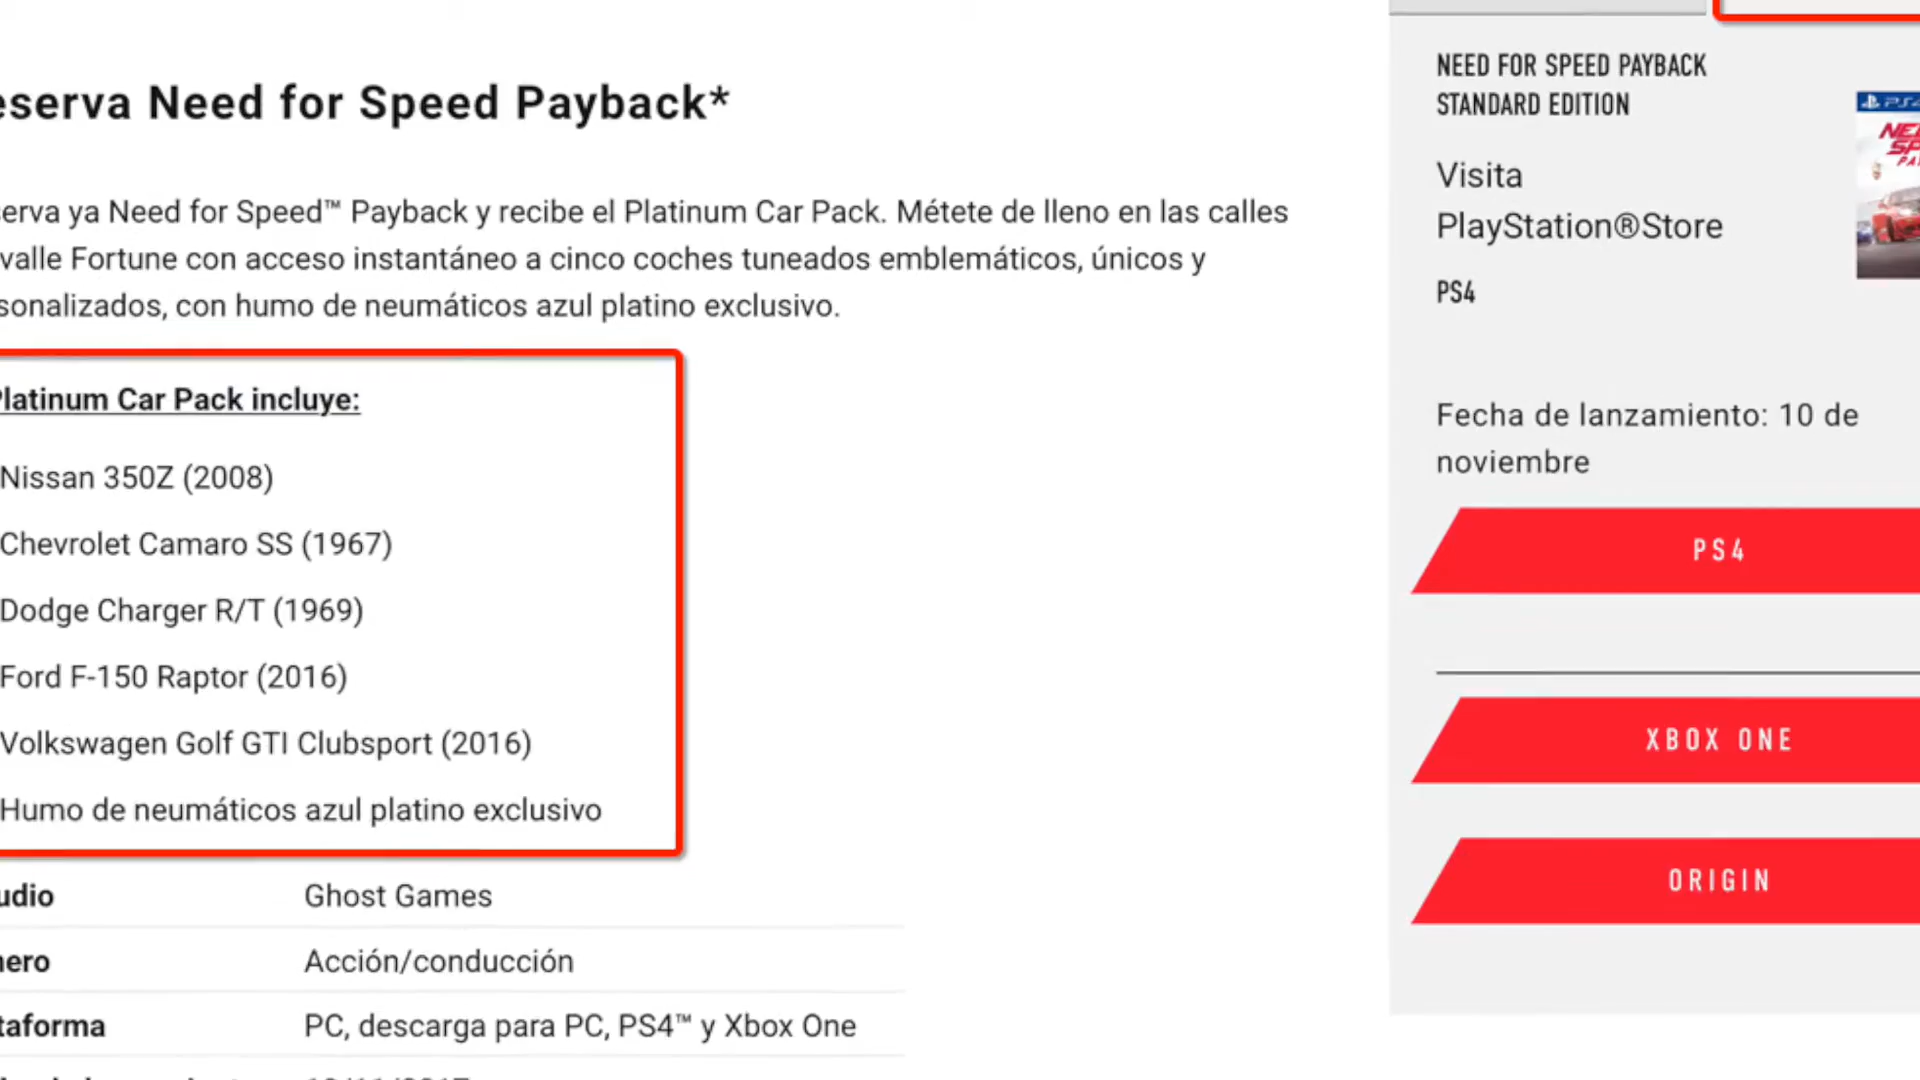 eserva Need for Speed Payback*
serva ya Need for Speed™ Payback y recibe el Platinum Car Pack. Métete de lleno en las calles
valle Fortune con acceso instantáneo a cinco coches tuneados emblemáticos, únicos y
sonalizados, con humo de neumáticos azul platino exclusivo.
Platinum Car Pack incluye:
Nissan 350Z (2008)
Chevrolet Camaro SS (1967)
Dodge Charger R/T (1969)
Ford F-150 Raptor (2016)
Volkswagen Golf GTI Clubsport (2016)
Humo de neumáticos azul platino exclusivo
udio Ghost Games
nero Acción/conducción
taforma PC, descarga para PC, PS4™ y Xbox One
NEED FOR SPEED PAYBACK
STANDARD EDITION
Visita
PlayStation®Store
PS4
Fecha de lanzamiento: 10 de
noviembre
PS4
XBOX ONE
ORIGIN